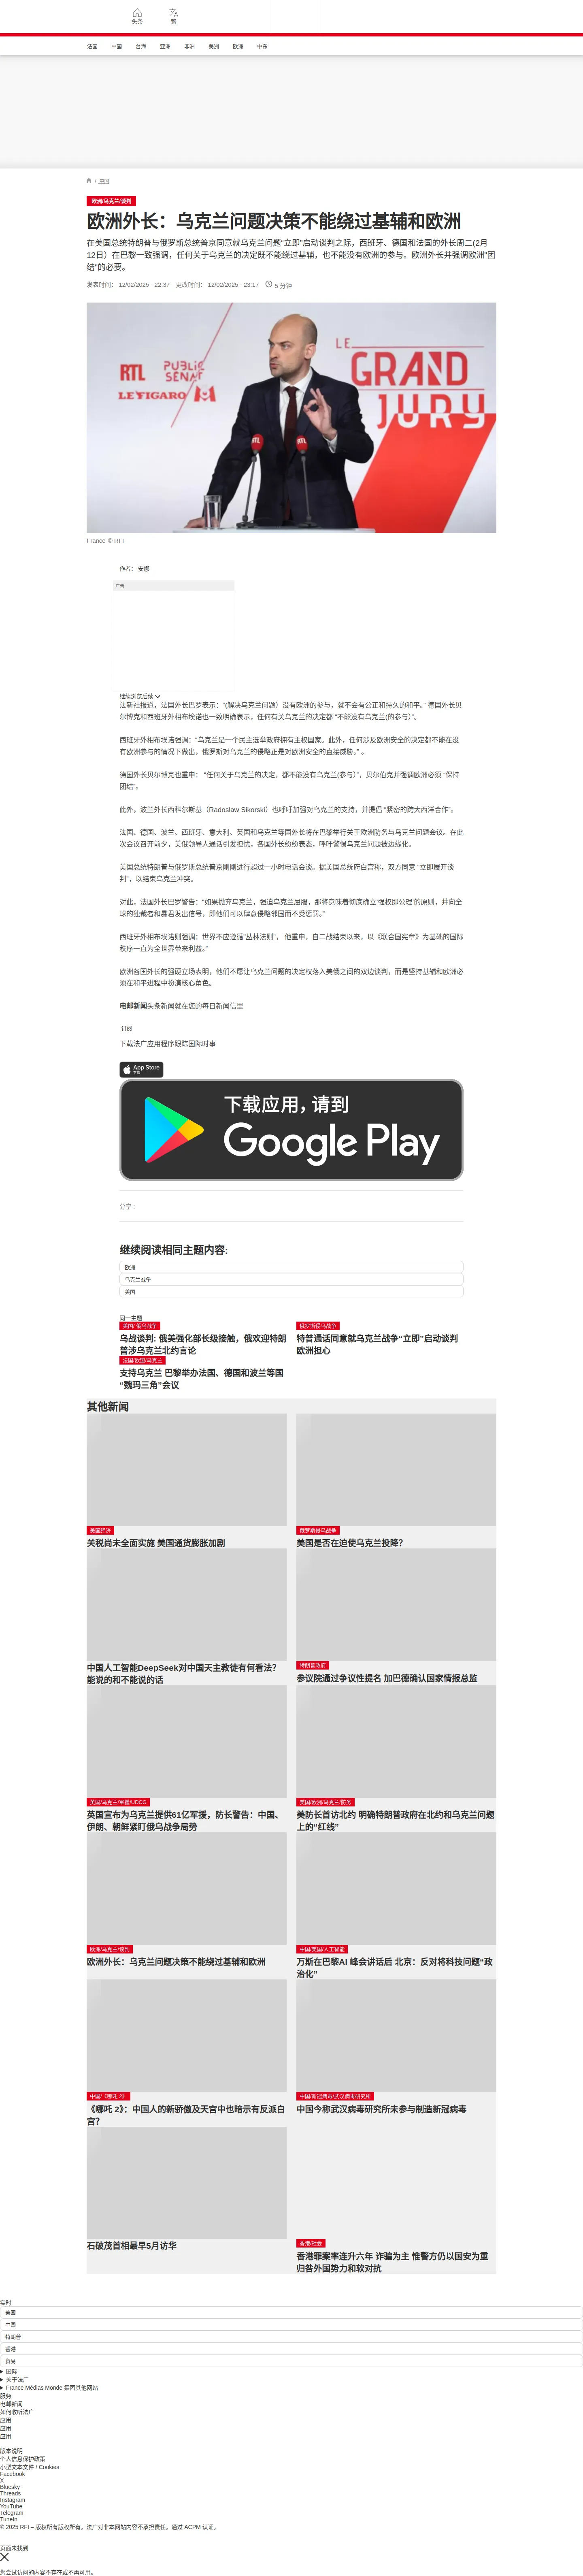 头条
繁
法国 中国 台海 亚洲 非洲 美洲 欧洲 中东
/ 中国
欧洲/乌克兰/谈判
欧洲外长：乌克兰问题决策不能绕过基辅和欧洲
在美国总统特朗普与俄罗斯总统普京同意就乌克兰问题“立即”启动谈判之际，西班牙、德国和法国的外长周二(2月
12日）在巴黎一致强调，任何关于乌克兰的决定既不能绕过基辅，也不能没有欧洲的参与。欧洲外长并强调欧洲“团
结”的必要。
发表时间： 12/02/2025 - 22:37 更改时间： 12/02/2025 - 23:17 5 分钟
RTL
PUBLIC SENAT
LE FIGARO
M
LE GRAND JURY
France © RFI
作者： 安娜
广告
继续浏览后续
法新社报道，法国外长巴罗表示：“(解决乌克兰问题）没有欧洲的参与，就不会有公正和持久的和平。” 德国外长贝
尔博克和西班牙外相布埃诺也一致明确表示，任何有关乌克兰的决定都 “不能没有乌克兰(的参与）”。
西班牙外相布埃诺强调：“乌克兰是一个民主选举政府拥有主权国家。此外，任何涉及欧洲安全的决定都不能在没
有欧洲参与的情况下做出，俄罗斯对乌克兰的侵略正是对欧洲安全的直接威胁。” 。
德国外长贝尔博克也重申： “任何关于乌克兰的决定，都不能没有乌克兰(参与）”，贝尔伯克并强调欧洲必须 “保持
团结”。
此外，波兰外长西科尔斯基（Radoslaw Sikorski）也呼吁加强对乌克兰的支持，并提倡 “紧密的跨大西洋合作”。
法国、德国、波兰、西班牙、意大利、英国和乌克兰等国外长将在巴黎举行关于欧洲防务与乌克兰问题会议。在此
次会议召开前夕，美俄领导人通话引发担忧，各国外长纷纷表态，呼吁警惕乌克兰问题被边缘化。
美国总统特朗普与俄罗斯总统普京刚刚进行超过一小时电话会谈。据美国总统府白宫称，双方同意 “立即展开谈
判”，以结束乌克兰冲突。
对此，法国外长巴罗警告：“如果抛弃乌克兰，强迫乌克兰屈服，那将意味着彻底确立‘强权即公理’的原则，并向全
球的独裁者和暴君发出信号，即他们可以肆意侵略邻国而不受惩罚。”
西班牙外相布埃诺则强调：世界不应遵循“丛林法则”， 他重申，自二战结束以来，以《联合国宪章》为基础的国际
秩序一直为全世界带来利益。”
欧洲各国外长的强硬立场表明，他们不愿让乌克兰问题的决定权落入美俄之间的双边谈判，而是坚持基辅和欧洲必
须在和平进程中扮演核心角色。
电邮新闻头条新闻就在您的每日新闻信里
订阅
下载法广应用程序跟踪国际时事
App Store
下载
下载应用，请到
Google Play
分享 :
继续阅读相同主题内容:
欧洲
乌克兰战争
美国
同一主题
美国/ 俄乌战争
乌战谈判: 俄美强化部长级接触，俄欢迎特朗
普涉乌克兰北约言论
俄罗斯侵乌战争
特普通话同意就乌克兰战争“立即”启动谈判
欧洲担心
法国/欧盟/乌克兰
支持乌克兰 巴黎举办法国、德国和波兰等国
“魏玛三角”会议
其他新闻
美国经济
关税尚未全面实施 美国通货膨胀加剧
俄罗斯侵乌战争
美国是否在迫使乌克兰投降？
中国人工智能DeepSeek对中国天主教徒有何看法？
能说的和不能说的话
特朗普政府
参议院通过争议性提名 加巴德确认国家情报总监
英国/乌克兰/军援/UDCG
英国宣布为乌克兰提供61亿军援，防长警告：中国、
伊朗、朝鲜紧盯俄乌战争局势
美国/欧洲/乌克兰/防务
美防长首访北约 明确特朗普政府在北约和乌克兰问题
上的“红线”
欧洲/乌克兰/谈判
欧洲外长：乌克兰问题决策不能绕过基辅和欧洲
中国/美国/人工智能
万斯在巴黎AI 峰会讲话后 北京：反对将科技问题“政
治化”
中国/《哪吒 2》
《哪吒 2》：中国人的新骄傲及天宫中也暗示有反派白
宫？
中国/新冠病毒/武汉病毒研究所
中国今称武汉病毒研究所未参与制造新冠病毒
石破茂首相最早5月访华
香港/社会
香港罪案率连升六年 诈骗为主 惟警方仍以国安为重
归咎外国势力和软对抗
实时
美国
中国
特朗普
香港
贸易
国际
关于法广
France Médias Monde 集团其他网站
服务
电邮新闻
如何收听法广
应用
应用
应用
版本说明
个人信息保护政策
小型文本文件 / Cookies
Facebook
X
Bluesky
Threads
Instagram
YouTube
Telegram
TuneIn
© 2025 RFI – 版权所有版权所有。法广对非本网站内容不承担责任。通过 ACPM 认证。
页面未找到
您尝试访问的内容不存在或不再可用。